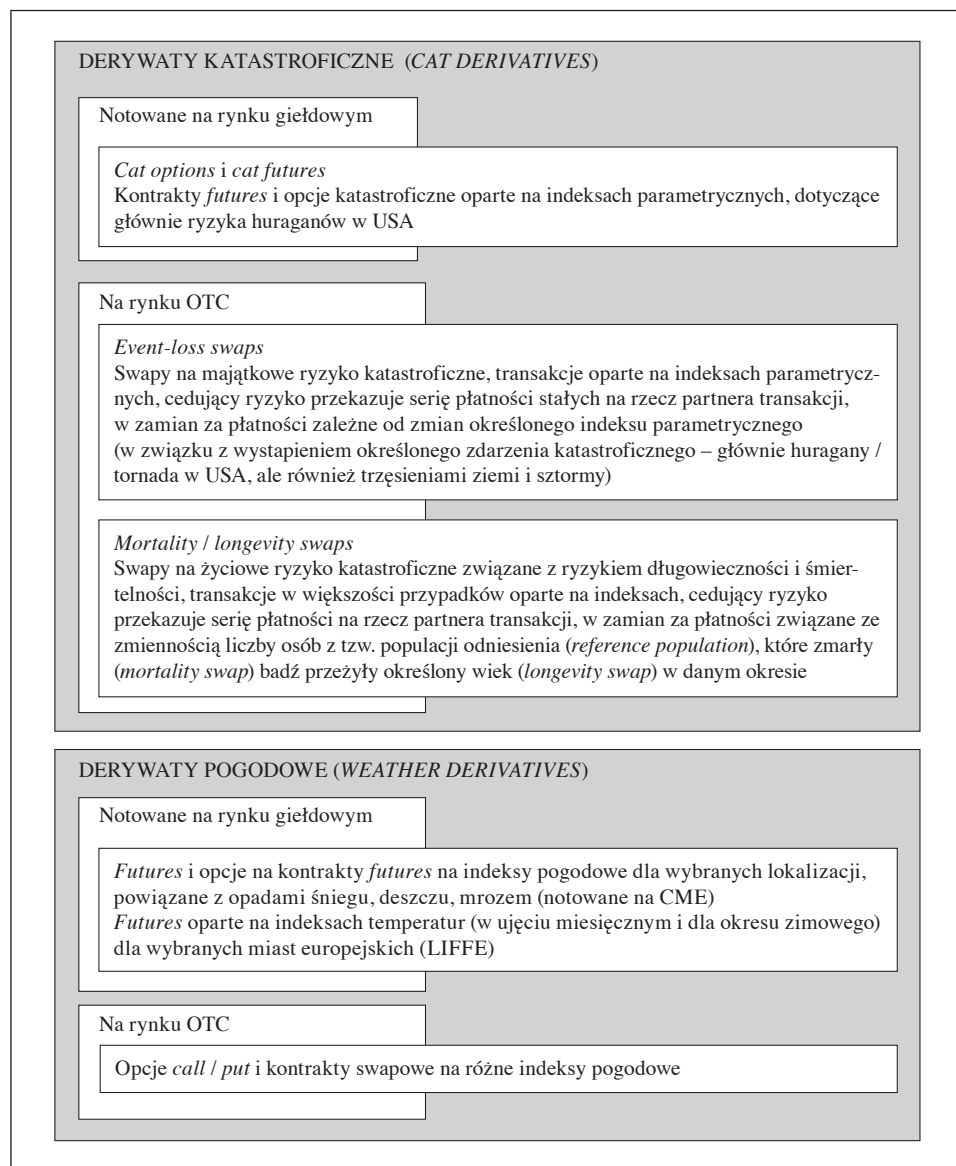 DERYWATY KATASTROFICZNE (CAT DERIVATIVES)
Notowane na rynku giełdowym
Cat options i cat futures
Kontrakty futures i opcje katastroficzne oparte na indeksach parametrycznych, dotyczące
głównie ryzyka huraganów w USA
Na rynku OTC
Event-loss swaps
Swapy na majątkowe ryzyko katastroficzne, transakcje oparte na indeksach parametrycz-
nych, cedujący ryzyko przekazuje serię płatności stałych na rzecz partnera transakcji,
w zamian za płatności zależne od zmian określonego indeksu parametrycznego
(w związku z wystąpieniem określonego zdarzenia katastroficznego – głównie huragany /
tornada w USA, ale również trzęsieniami ziemi i sztormy)
Mortality / longevity swaps
Swapy na życiowe ryzyko katastroficzne związane z ryzykiem długowieczności i śmier-
telności, transakcje w większości przypadków oparte na indeksach, cedujący ryzyko
przekazuje serię płatności na rzecz partnera transakcji, w zamian za płatności związane ze
zmiennością liczby osób z tzw. populacji odniesienia (reference population), które zmarły
(mortality swap) badź przeżyły określony wiek (longevity swap) w danym okresie
DERYWATY POGODOWE (WEATHER DERIVATIVES)
Notowane na rynku giełdowym
Futures i opcje na kontrakty futures na indeksy pogodowe dla wybranych lokalizacji,
powiązane z opadami śniegu, deszczu, mrozem (notowane na CME)
Futures oparte na indeksach temperatur (w ujęciu miesięcznym i dla okresu zimowego)
dla wybranych miast europejskich (LIFFE)
Na rynku OTC
Opcje call / put i kontrakty swapowe na różne indeksy pogodowe